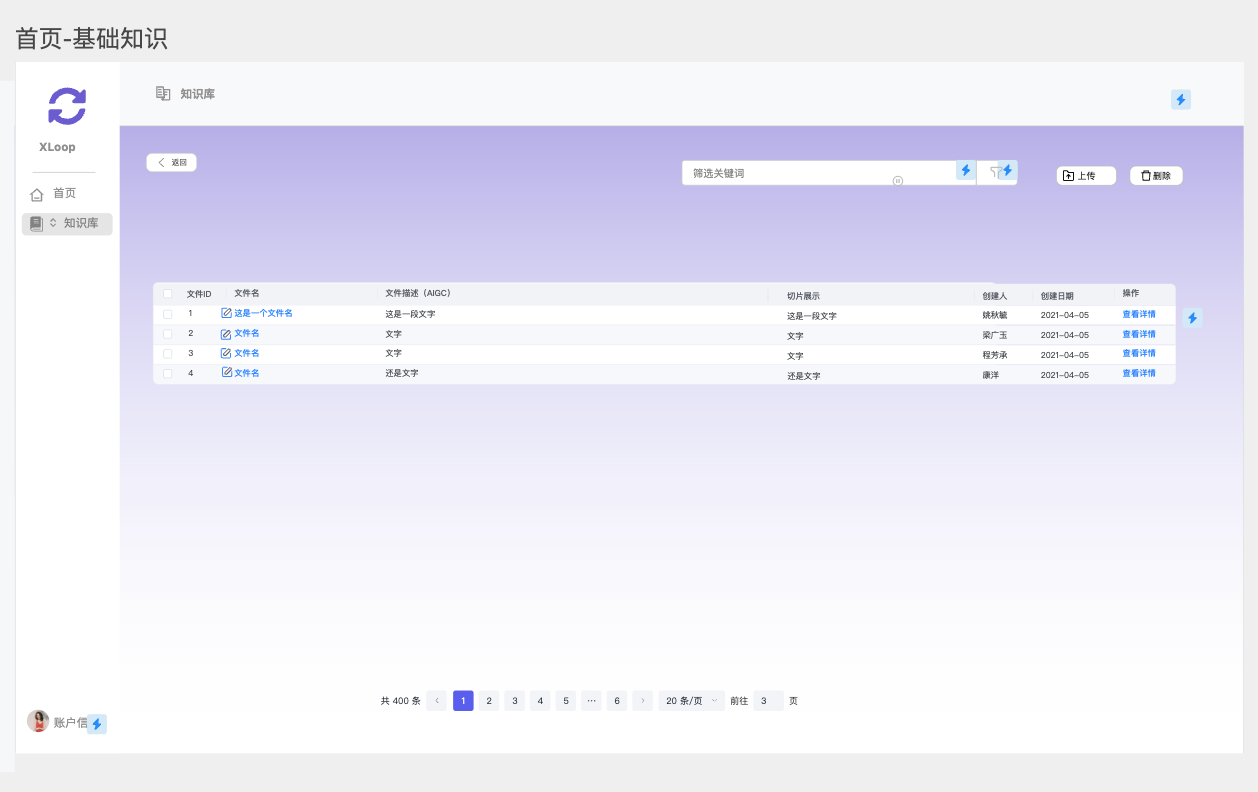 首页-基础知识
XLoop
首页
知识库
账户信
知识库
返回
筛选关键词
上传
删除
文件ID 文件名 文件描述（AIGC） 切片展示 创建人 创建日期 操作
1 这是一个文件名 这是一段文字 这是一段文字 姚秋毓 2021-04-05 查看详情
2 文件名 文字 文字 梁广玉 2021-04-05 查看详情
3 文件名 文字 文字 程芳承 2021-04-05 查看详情
4 文件名 还是文字 还是文字 康洋 2021-04-05 查看详情
共 400 条 1 2 3 4 5 ··· 6 20 条/页 前往 3 页